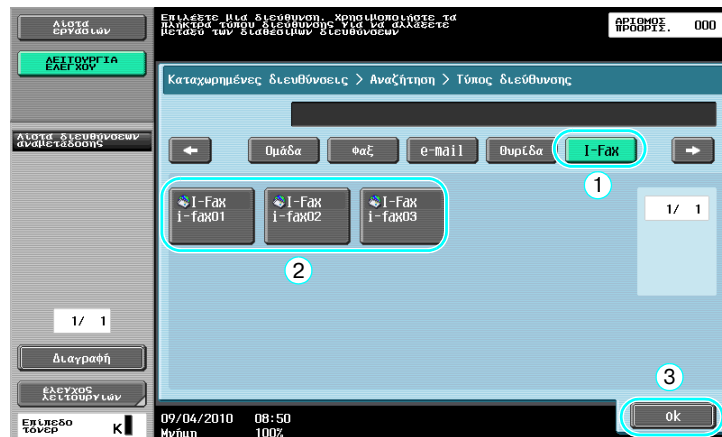 Λίστα
εργασιών
Επιλέξτε μια διεύθυνση. Χρησιμοποιήστε τα
πλήκτρα τύπου διεύθυνσης για να αλλάξετε
μεταξύ των διαθέσιμων διευθύνσεων
ΑΡΙΘΜΟΣ
ΠΡΟΟΡΙΣ. 000
ΛΕΙΤΟΥΡΓΙΑ
ΕΛΕΓΧΟΥ
Καταχωρημένες διευθύνσεις > Αναζήτηση > Τύπος διεύθυνσης
Λίστα διευθύνσεων
αναμετάδοσης
Ομάδα Φαξ e-mail Θυρίδα I-Fax
1
I-Fax I-Fax I-Fax
i-fax01 i-fax02 i-fax03
1/ 1
2
1/ 1
Διαγραφή
3
έλεγχος
λειτουργιών
ok
Επίπεδο
τόνερ K
09/04/2010 08:50
Μνήμη 100%